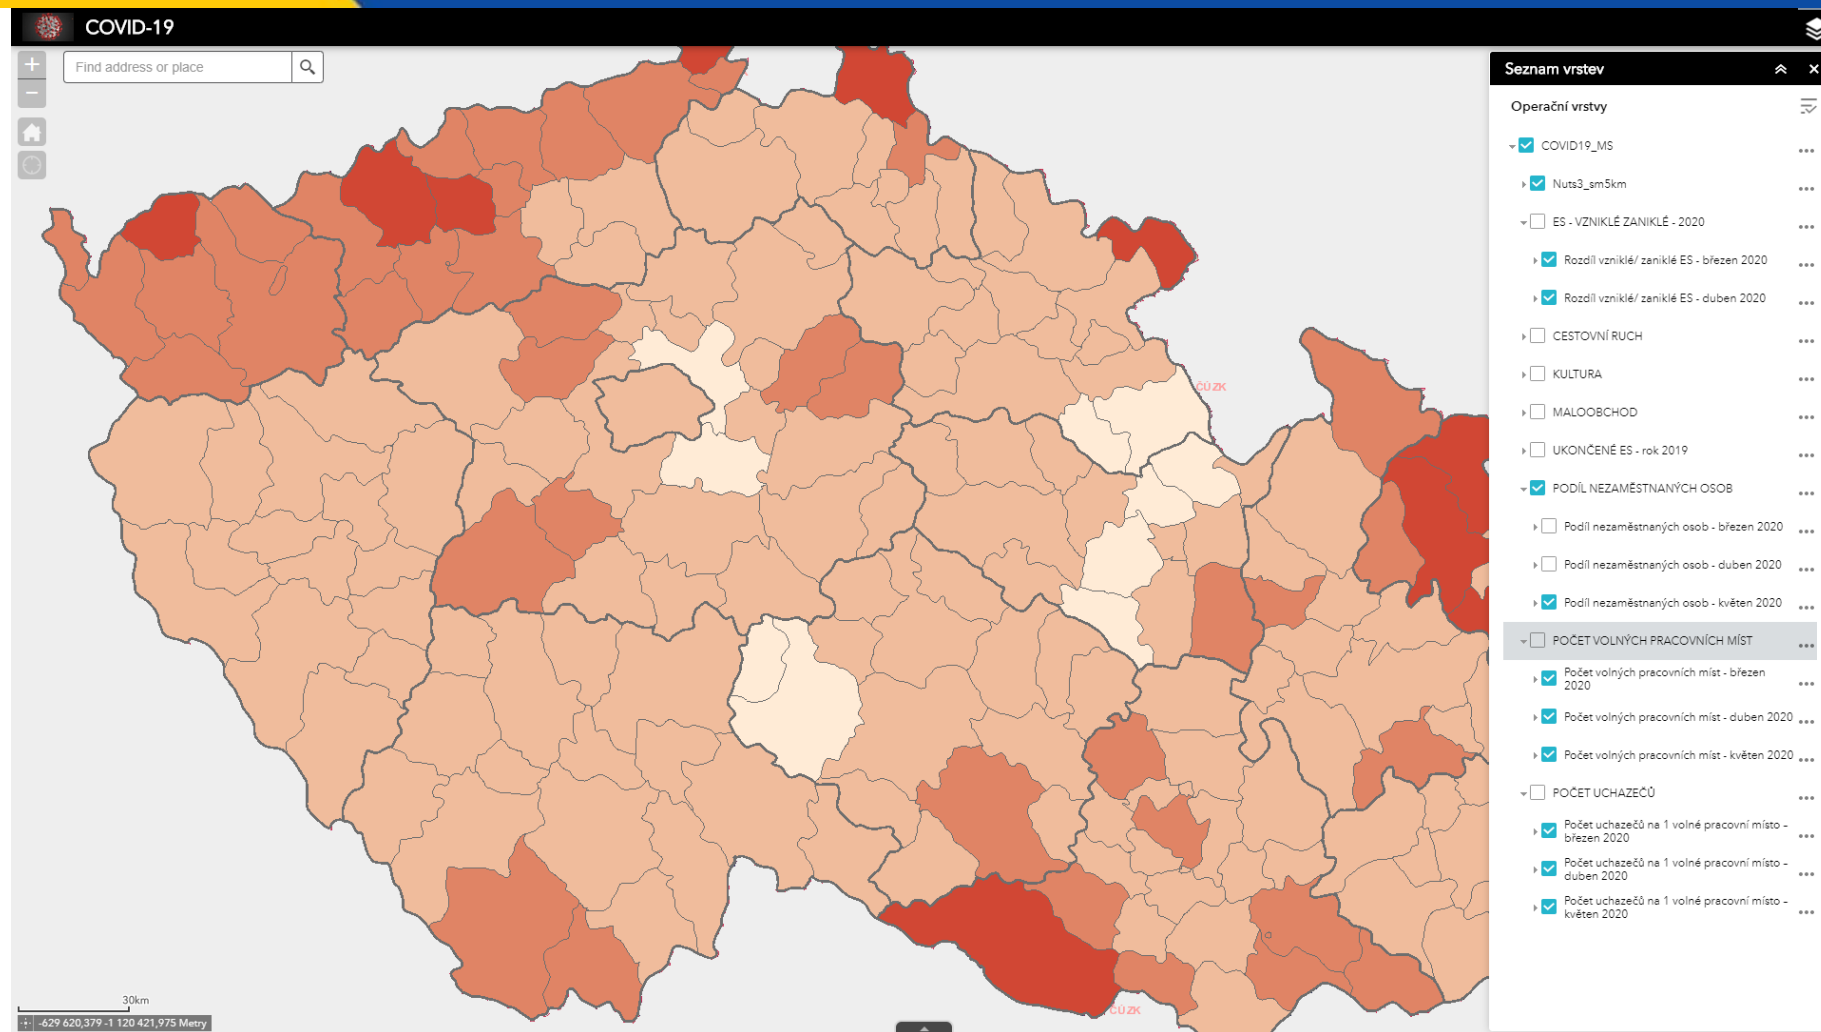 COVID-19
Find address or place
Seznam vrstev
Operační vrstvy
COVID19_MS
Nuts3_sm5km
ES - VZNIKLÉ ZANIKLÉ - 2020
Rozdíl vzniklé/ zaniklé ES - březen 2020
Rozdíl vzniklé/ zaniklé ES - duben 2020
CESTOVNÍ RUCH
KULTURA
MALOOBCHOD
UKONČENÉ ES - rok 2019
PODÍL NEZAMĚSTNANÝCH OSOB
Podíl nezaměstnaných osob - březen 2020
Podíl nezaměstnaných osob - duben 2020
Podíl nezaměstnaných osob - květen 2020
POČET VOLNÝCH PRACOVNÍCH MÍST
Počet volných pracovních míst - březen
2020
Počet volných pracovních míst - duben 2020
Počet volných pracovních míst - květen 2020
POČET UCHAZEČŮ
Počet uchazečů na 1 volné pracovní místo -
březen 2020
Počet uchazečů na 1 volné pracovní místo -
duben 2020
Počet uchazečů na 1 volné pracovní místo -
květen 2020
ČÚZK
ČÚZK
30km
-629 620,379 -1 120 421,975 Metry